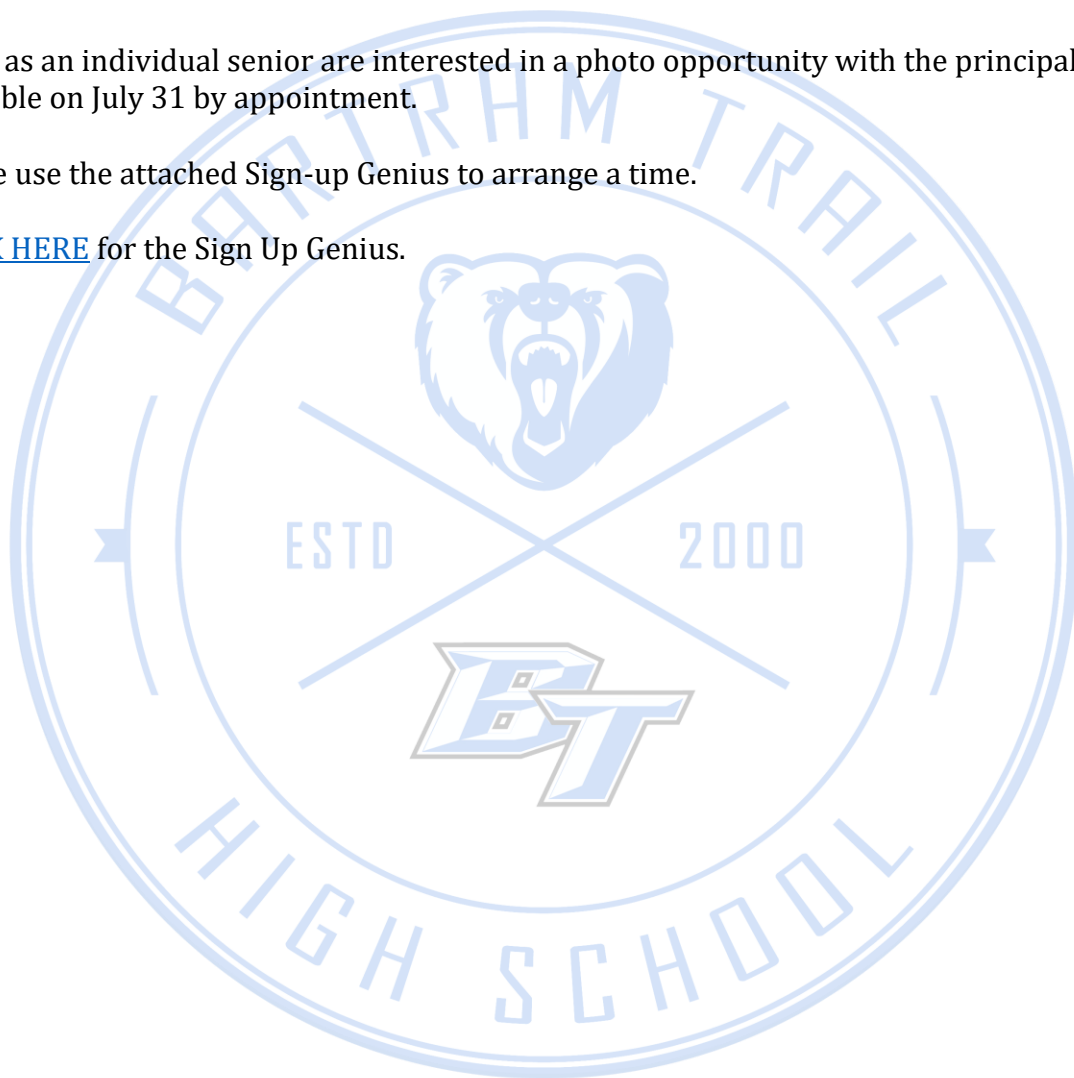 as an individual senior are interested in a photo opportunity with the principal
ble on July 31 by appointment.
e use the attached Sign-up Genius to arrange a time.
HERE for the Sign Up Genius.
BARTRAM TRAIL
ESTD 2000
BT
HIGH SCHOOL